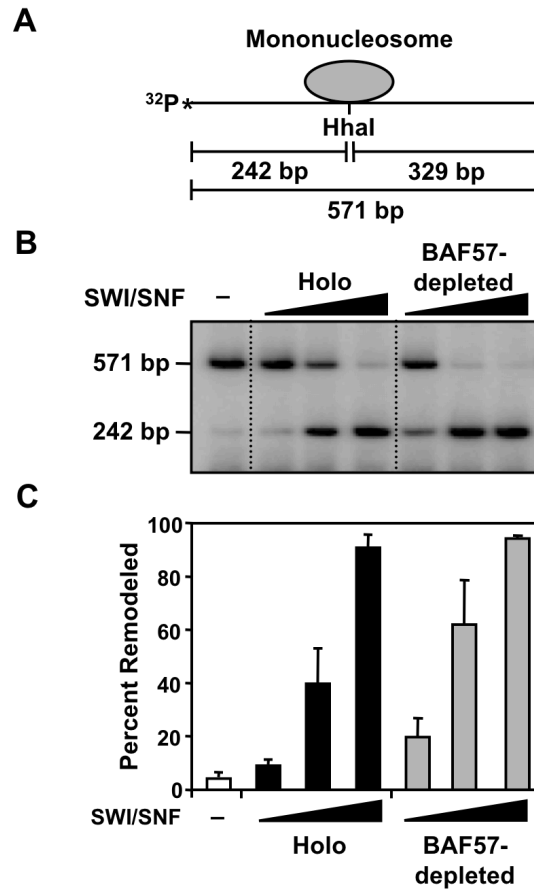 A
Mononucleosome
32P*
HhaI
242 bp 329 bp
571 bp
B
SWI/SNF – Holo BAF57-
depleted
571 bp
242 bp
C
Percent Remodeled
100
80
60
40
20
0
SWI/SNF –
Holo BAF57-
depleted